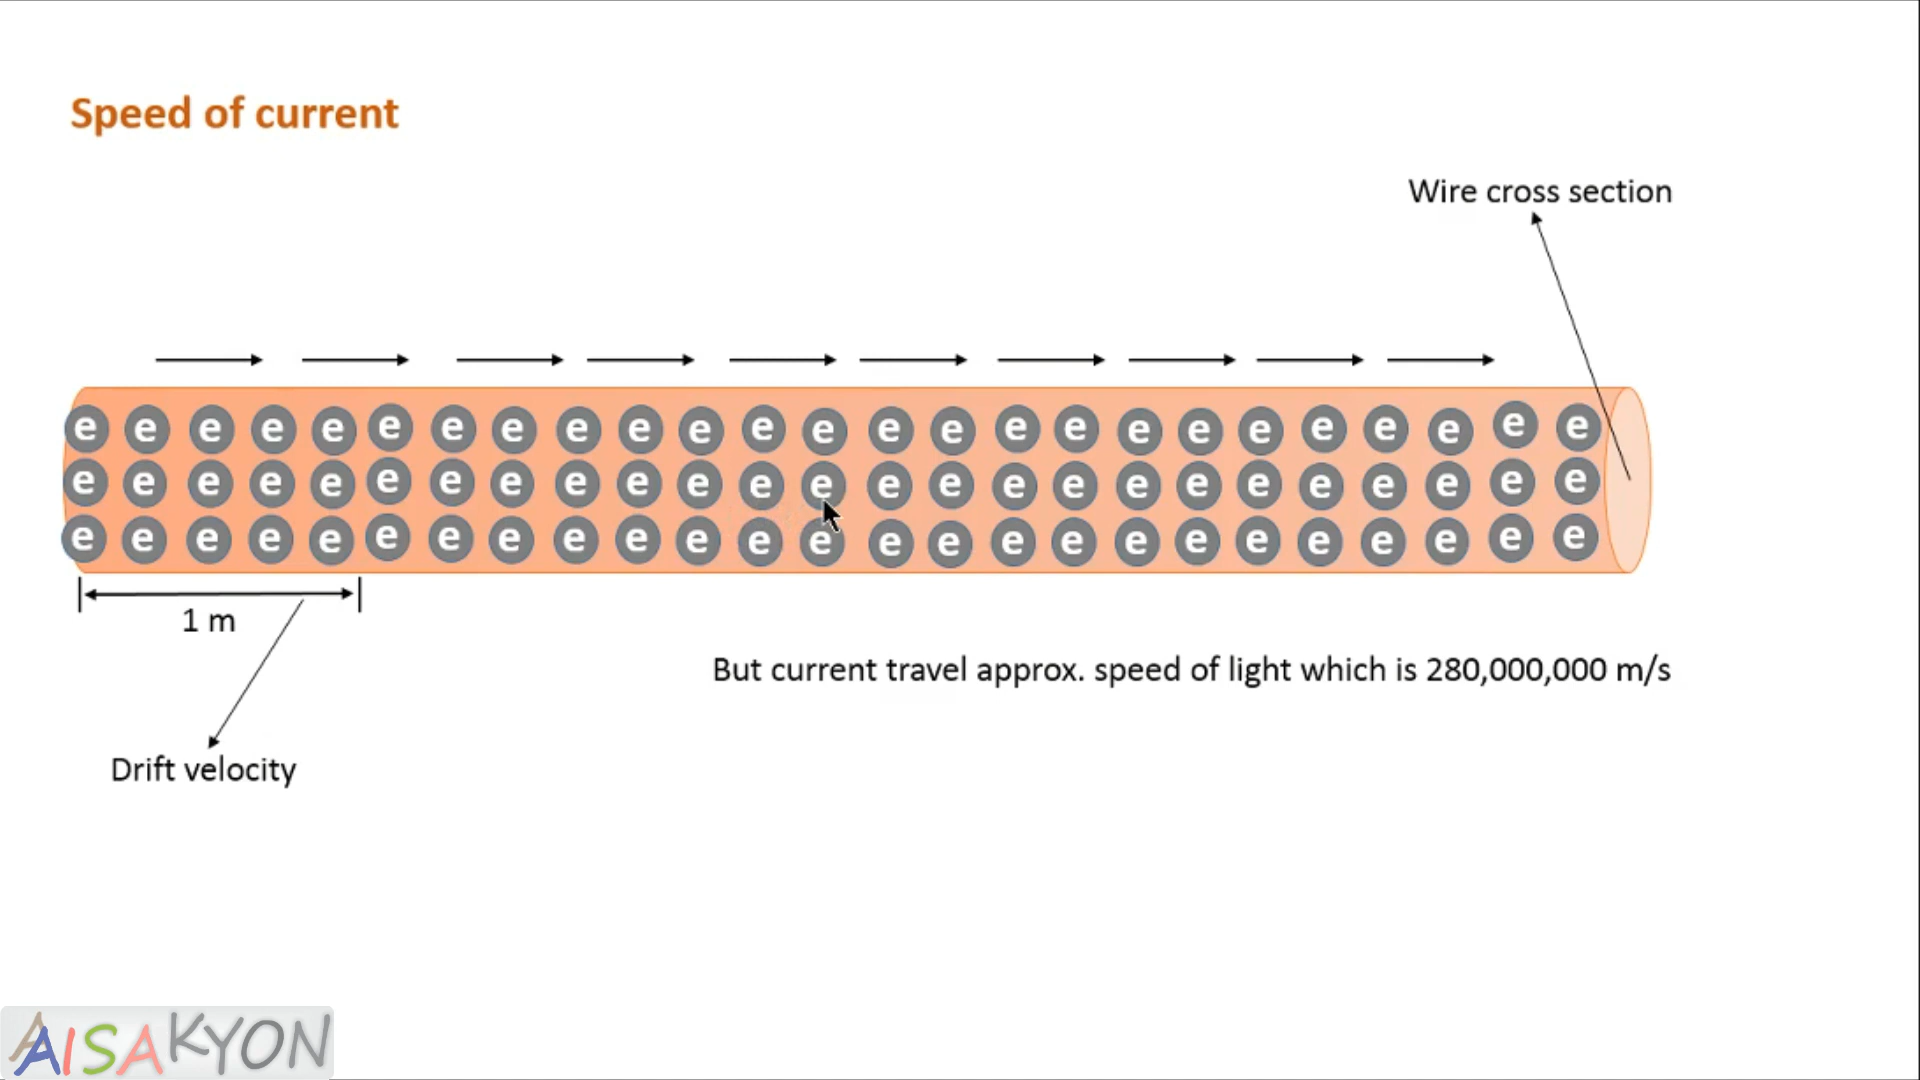 Speed of current
Wire cross section
e e e e e e e e e e e e e e e e e e e e e e e e e
e e e e e e e e e e e e e e e e e e e e e e e e e
e e e e e e e e e e e e e e e e e e e e e e e e e
1 m
But current travel approx. speed of light which is 280,000,000 m/s
Drift velocity
AISAKYON